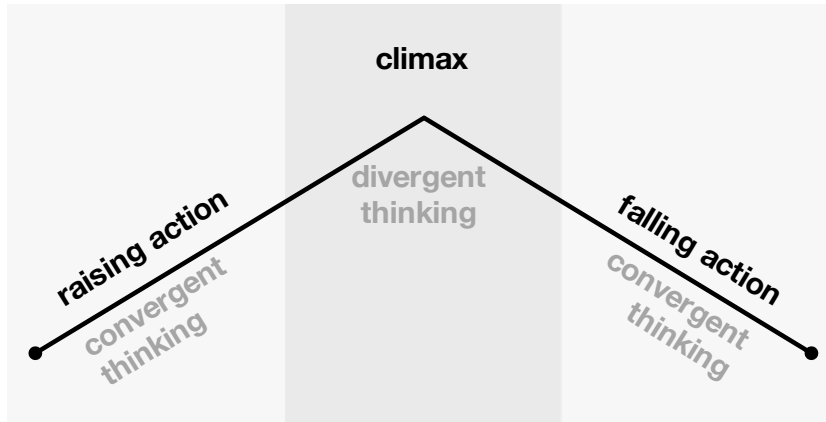 climax
divergent
thinking
raising action
convergent
thinking
falling action
convergent
thinking